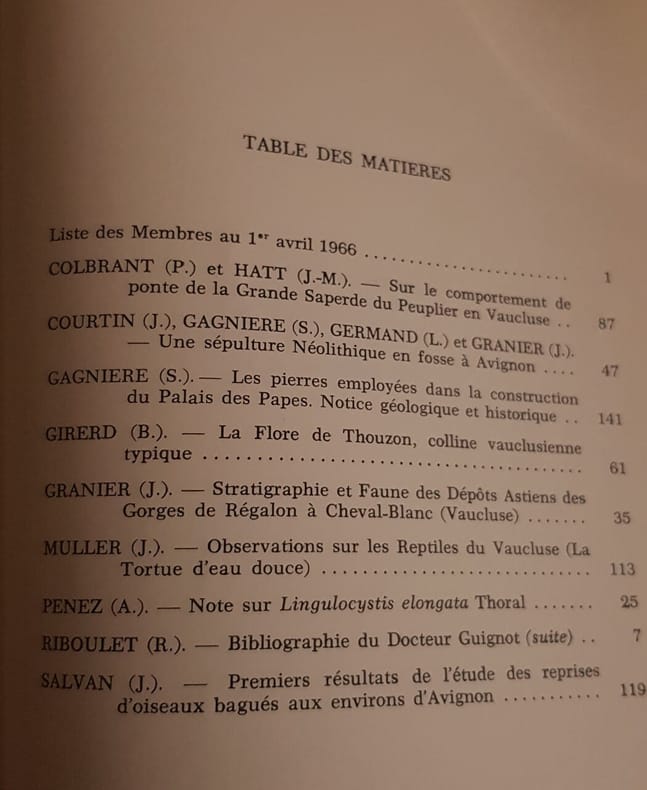 TABLE DES MATIERES
Liste des Membres au 1er avril 1966 ........................ 1
COLBRANT (P.) et HATT (J.-M.). — Sur le comportement de
ponte de la Grande Saperde du Peuplier en Vaucluse .. 87
COURTIN (J.), GAGNIERE (S.), GERMAND (L.) et GRANIER (J.).
— Une sépulture Néolithique en fosse à Avignon .... 47
GAGNIERE (S.). — Les pierres employées dans la construction
du Palais des Papes. Notice géologique et historique .. 141
GIRERD (B.). — La Flore de Thouzon, colline vauclusienne
typique ........................................ 61
GRANIER (J.). — Stratigraphie et Faune des Dépôts Astiens des
Gorges de Régalon à Cheval-Blanc (Vaucluse) ....... 35
MULLER (J.). — Observations sur les Reptiles du Vaucluse (La
Tortue d'eau douce) ............................ 113
PENEZ (A.). — Note sur Lingulocystis elongata Thoral ....... 25
RIBOULET (R.). — Bibliographie du Docteur Guignot (suite) .. 7
SALVAN (J.). — Premiers résultats de l'étude des reprises
d'oiseaux bagués aux environs d'Avignon ........... 119